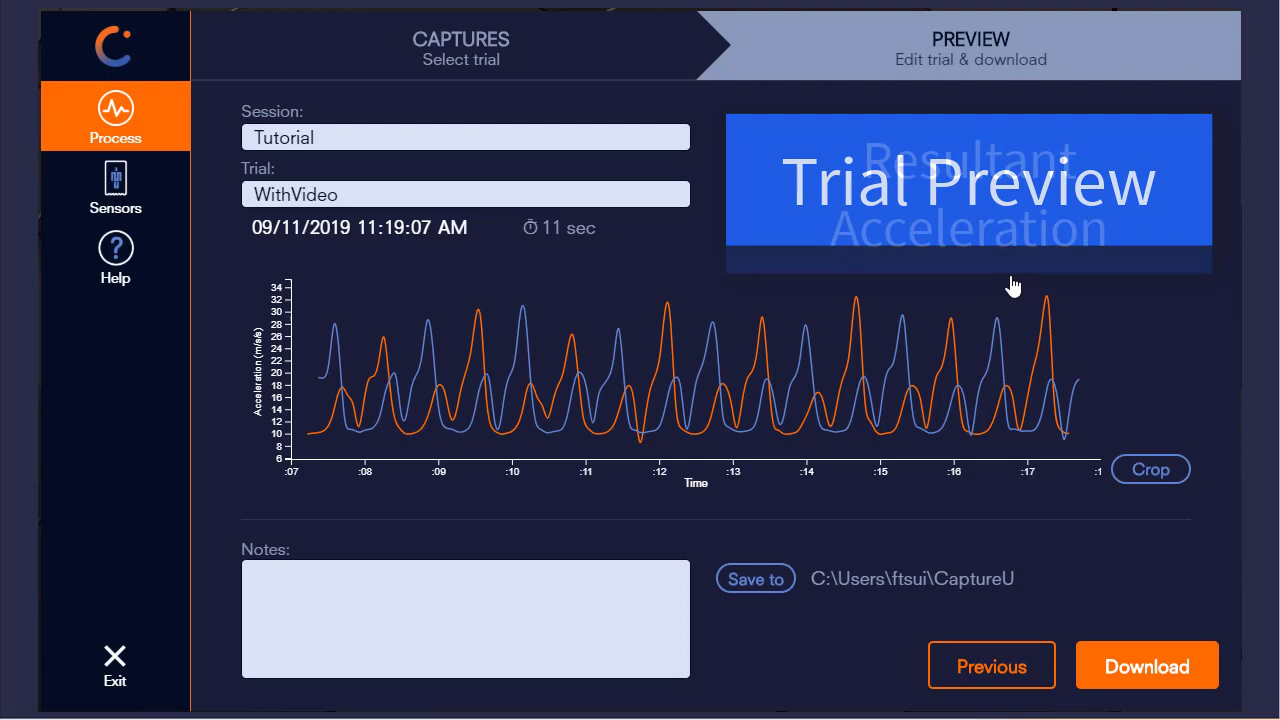 CAPTURES
Select trial
PREVIEW
Edit trial & download
Process
Sensors
?
Help
Exit
Session:
Tutorial
Trial:
WithVideo
09/11/2019 11:19:07 AM
11 sec
Trial Preview
Resultant
Acceleration
Acceleration (m/s/s)
34
32
30
28
26
24
22
20
18
16
14
12
10
8
6
:07
:08
:09
:10
:11
:12
:13
:14
:15
:16
:17
:1
Time
Crop
Notes:
Save to
C:\Users\ftsui\CaptureU
Previous
Download